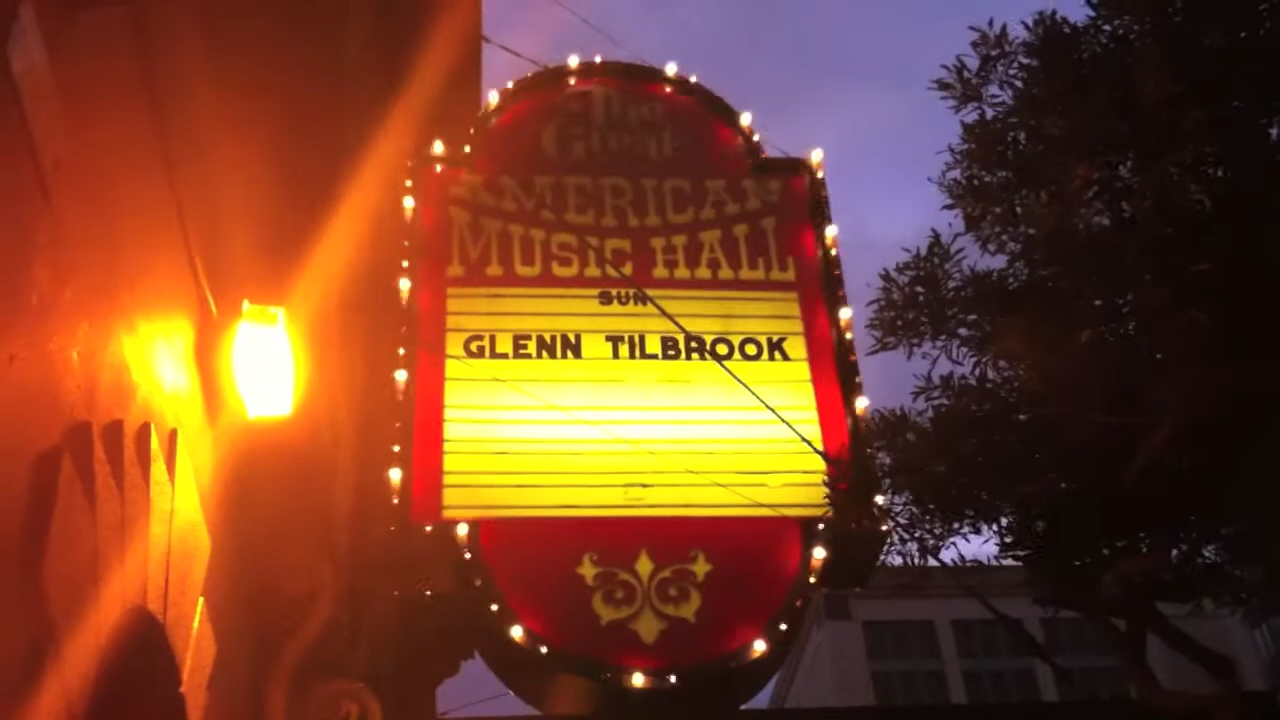 The
Great
AMERICAN
MUSIC HALL
SUN
GLENN TILBROOK